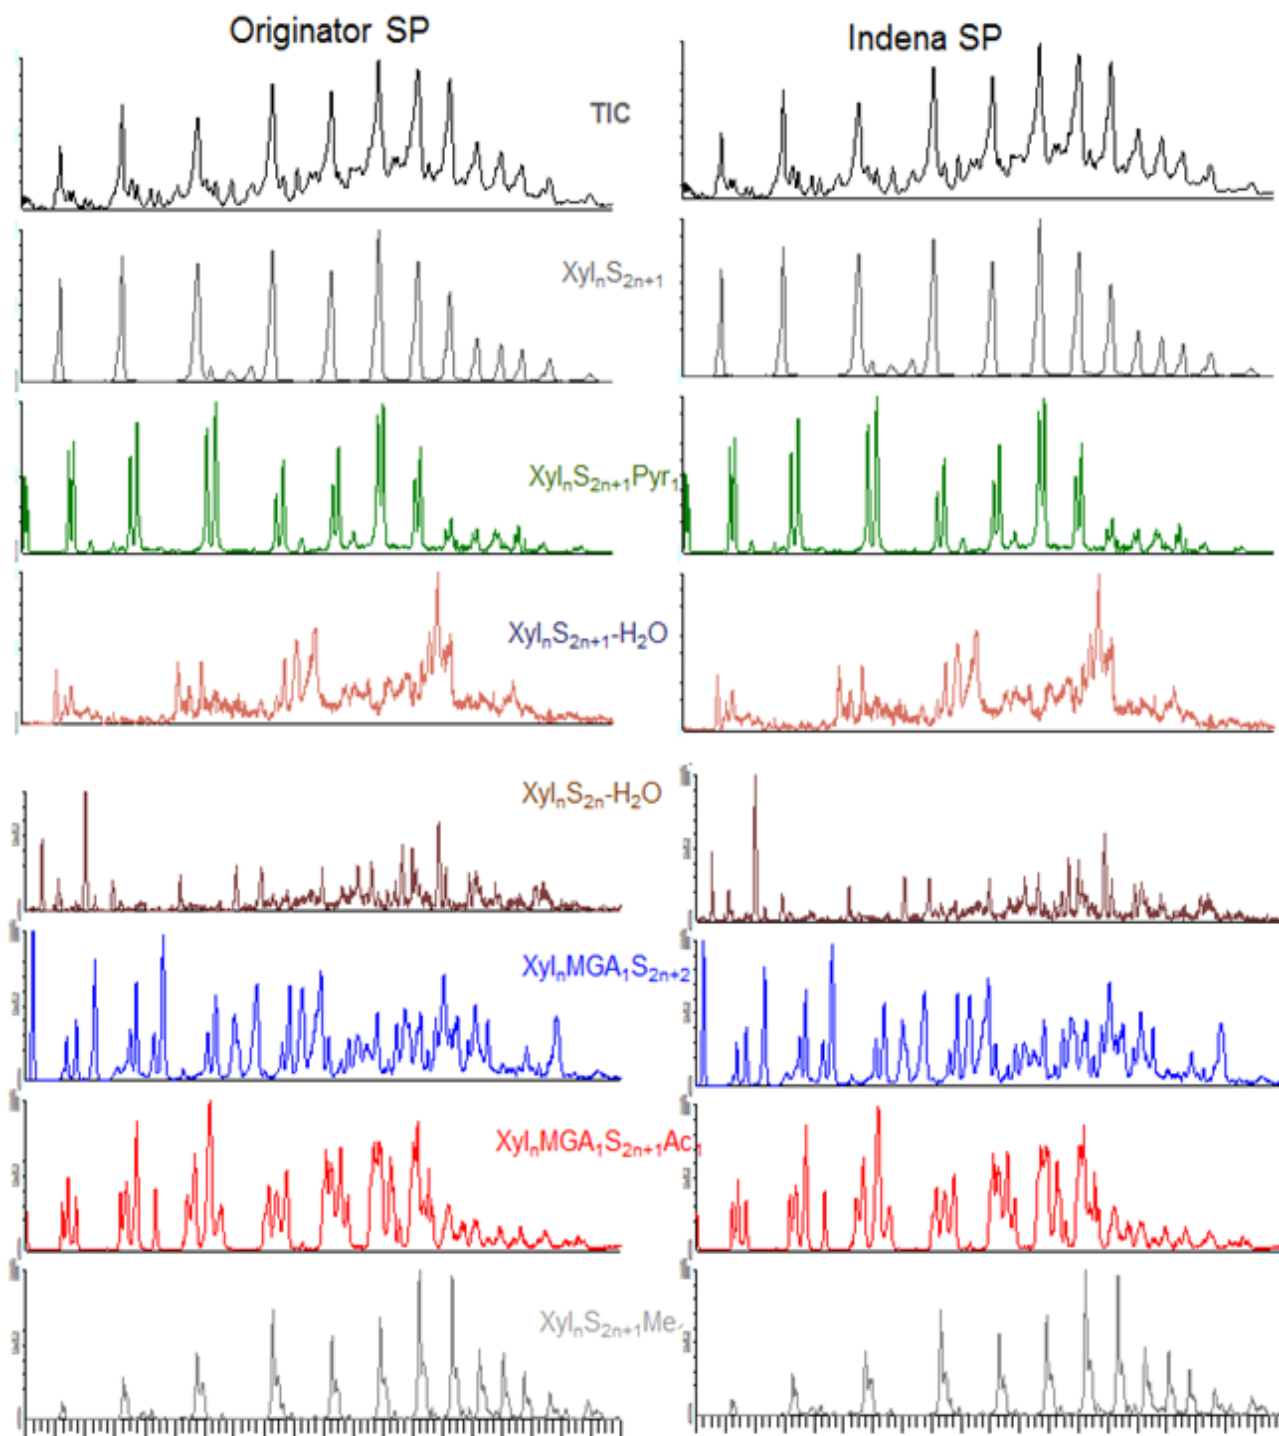 Originator SP
Indena SP
TIC
XylₙS₂ₙ₊₁
XylₙS₂ₙ₊₁Pyr₁
XylₙS₂ₙ₊₁-H₂O
XylₙS₂ₙ-H₂O
XylₙMGA₁S₂ₙ₊₂
XylₙMGA₁S₂ₙ₊₁Ac₁
XylₙS₂ₙ₊₁Me